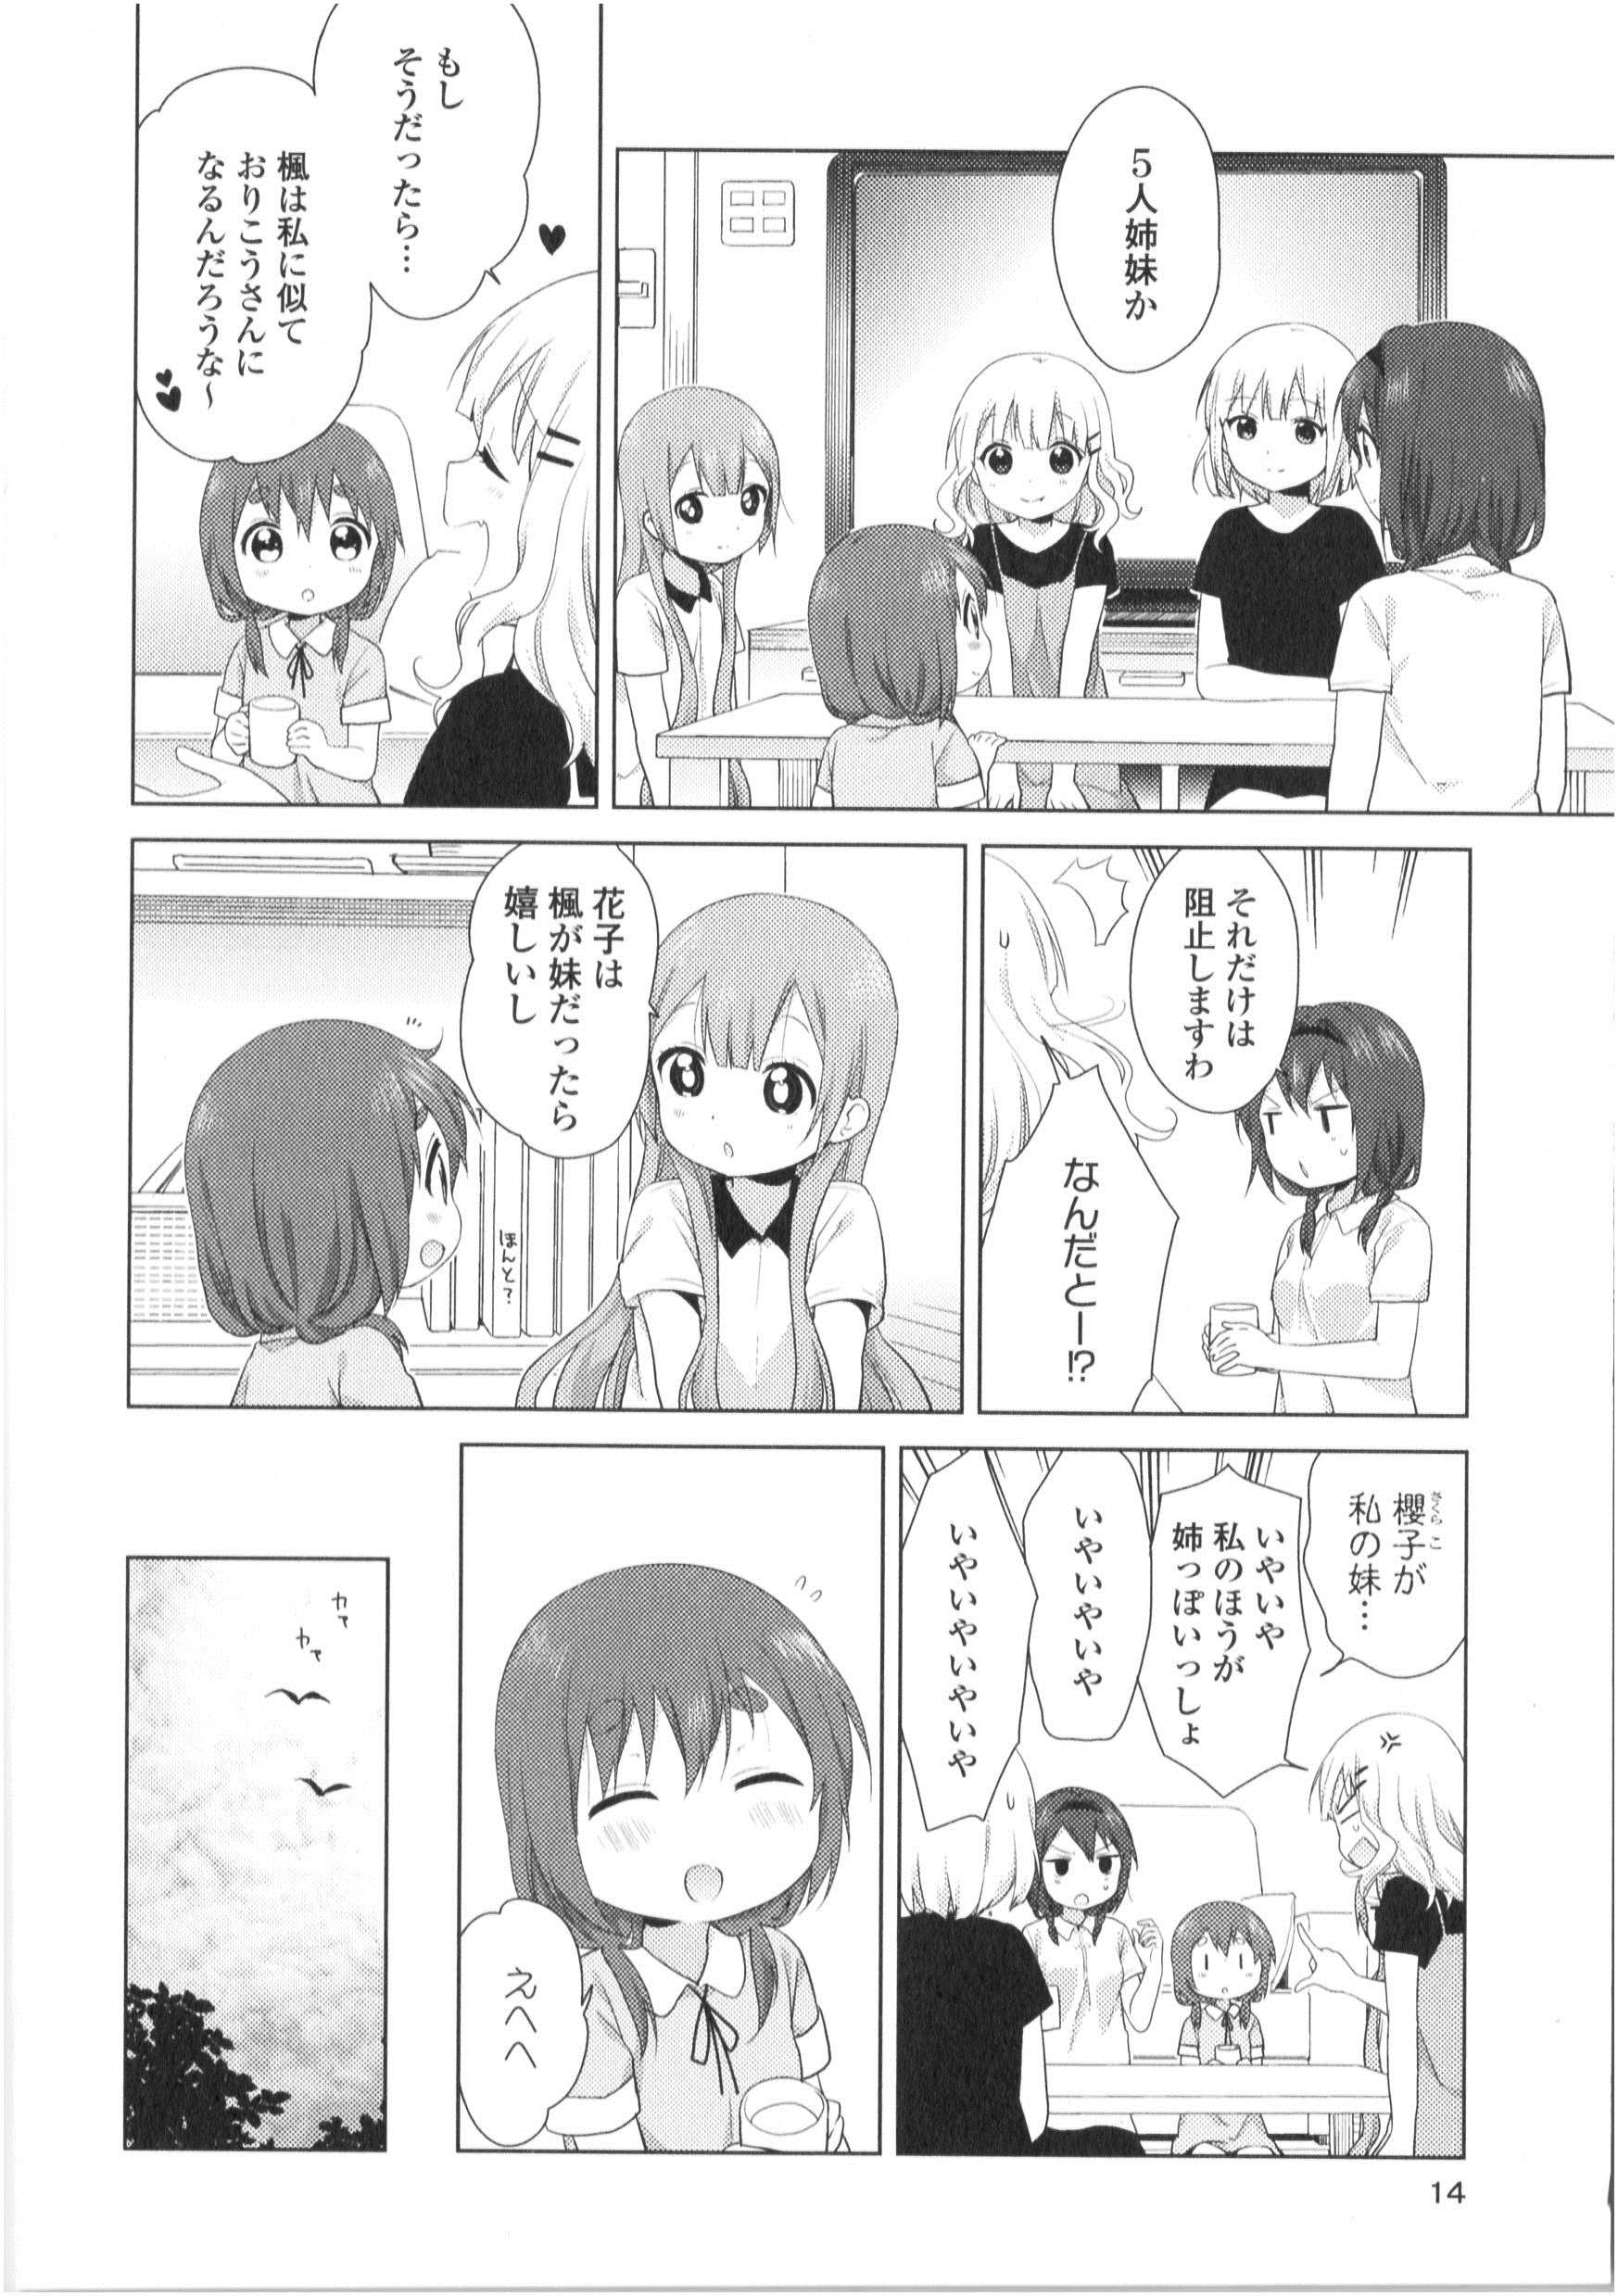 5人姉妹か
もし
そうだったら…
楓は私に似て
おりこうさんに
なるんだろうな～
それだけは
阻止しますわ
なんだとー!?
花子は
楓が妹だったら
嬉しいし
ほんと?
櫻子が
さくらこ
私の妹…
いやいや
私のほうが
姉っぽいっしょ
いやいやいや
いやいやいやいやいや
えへへ
カァ
カァ
14